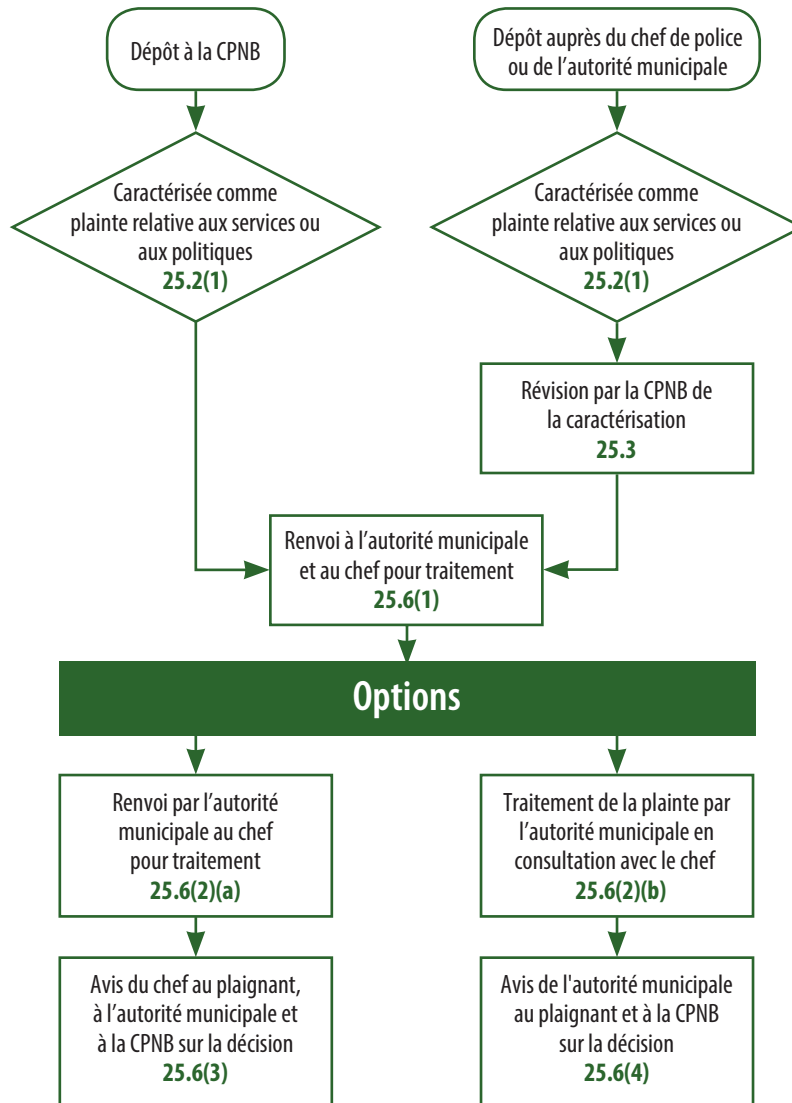 Dépôt à la CPNB
Dépôt auprès du chef de police
ou de l’autorité municipale
Caractérisée comme
plainte relative aux services ou
aux politiques
25.2(1)
Caractérisée comme
plainte relative aux services ou
aux politiques
25.2(1)
Révision par la CPNB de
la caractérisation
25.3
Renvoi à l’autorité municipale
et au chef pour traitement
25.6(1)
Options
Renvoi par l’autorité
municipale au chef
pour traitement
25.6(2)(a)
Traitement de la plainte par
l’autorité municipale en
consultation avec le chef
25.6(2)(b)
Avis du chef au plaignant,
à l’autorité municipale et
à la CPNB sur la décision
25.6(3)
Avis de l'autorité municipale
au plaignant et à la CPNB
sur la décision
25.6(4)